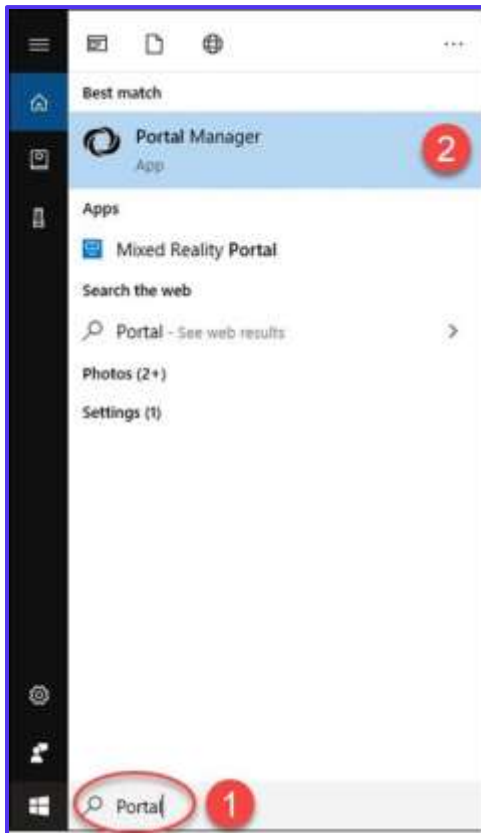 ...
Best match
Portal Manager
App
2
Apps
Mixed Reality Portal
Search the web
Portal - See web results
Photos (2+)
Settings (1)
Portal
1